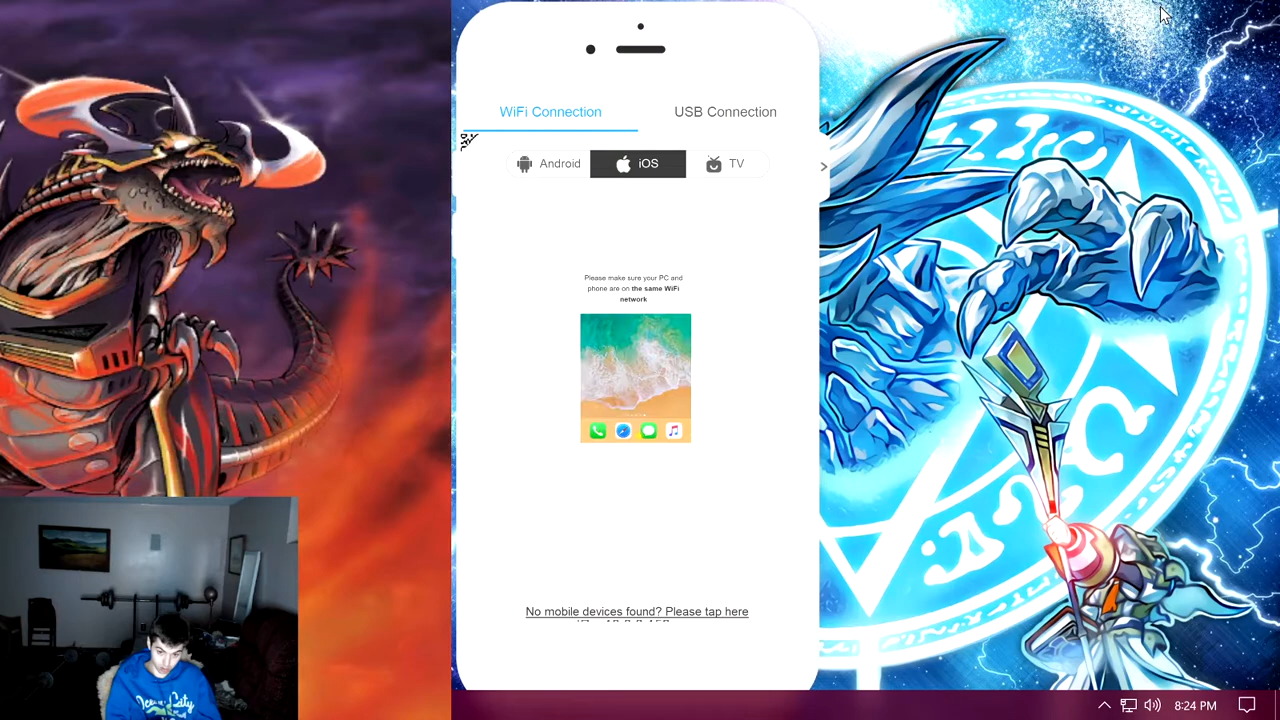 WiFi Connection
USB Connection
Android
iOS
TV
>
Please make sure your PC and
phone are on the same WiFi
network
No mobile devices found? Please tap here
8:24 PM